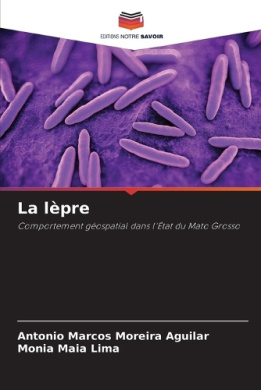 EDITIONS NOTRE SAVOIR
La lèpre
Comportement géospatial dans l'État du Mato Grosso
Antonio Marcos Moreira Aguilar
Monia Maia Lima